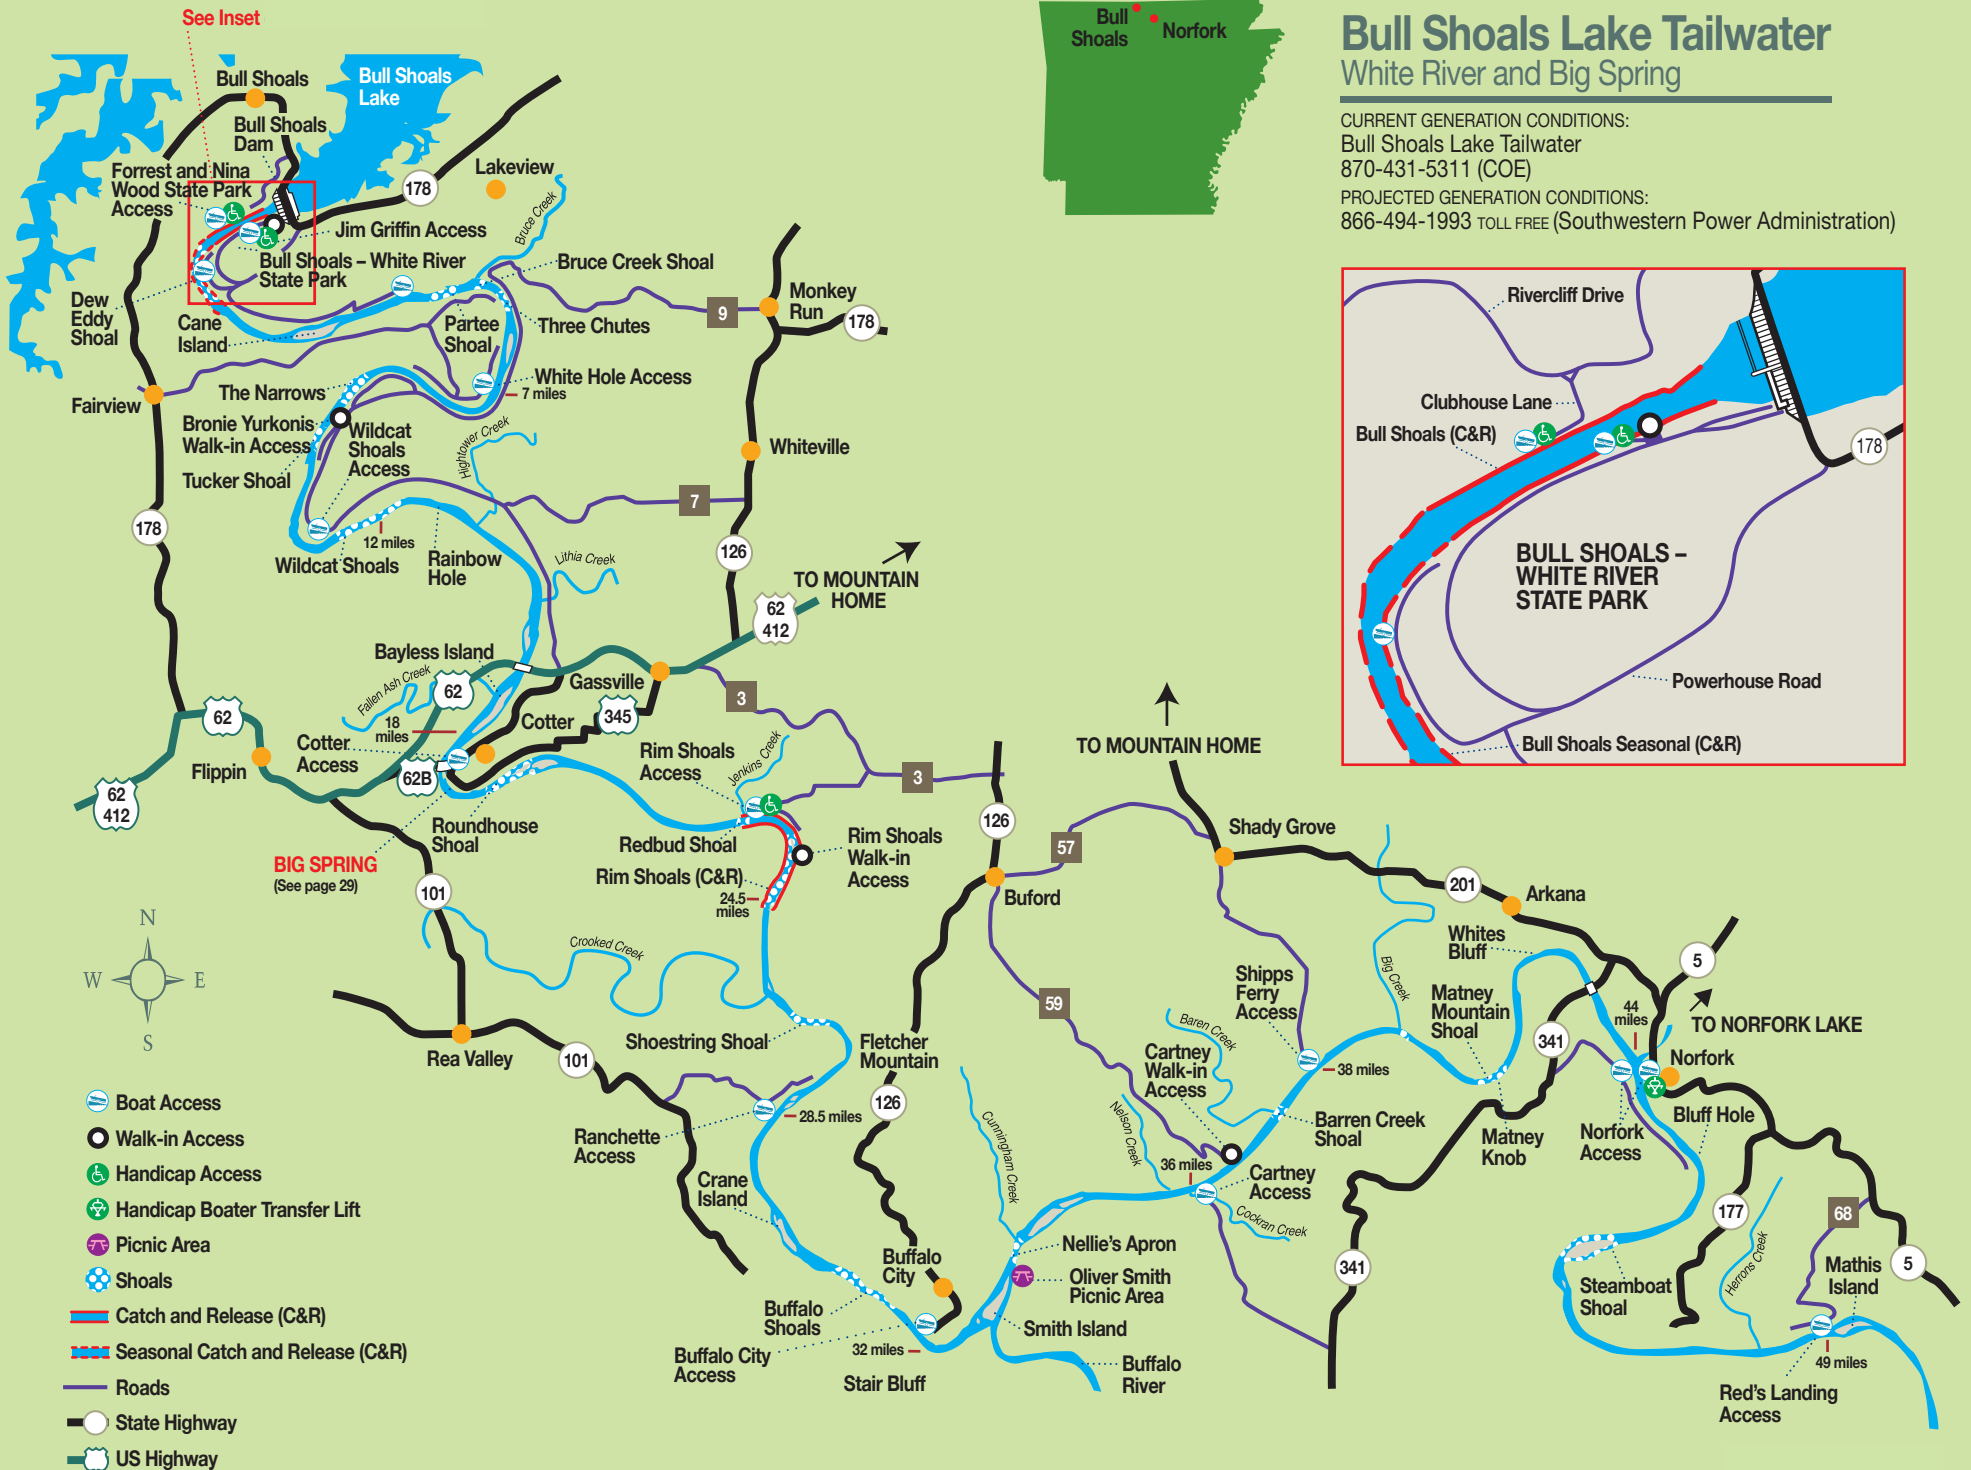 See Inset
Bull Shoals
Bull Shoals
Lake
Bull Shoals
Dam
Forrest and Nina
Wood State Park
Access
178
Lakeview
Bruce Creek
Jim Griffin Access
Bull Shoals – White River
State Park
Bruce Creek Shoal
Dew
Eddy
Shoal
Cane
Island
Partee
Shoal
Three Chutes
9
Monkey
Run
178
The Narrows
White Hole Access
7 miles
Fairview
Bronie Yurkonis
Walk-in Access
Wildcat
Shoals
Access
Hightower Creek
Whiteville
Tucker Shoal
7
178
12 miles
Wildcat Shoals
Rainbow
Hole
Lithia Creek
126
TO MOUNTAIN
HOME
62
412
Bayless Island
Fallen Ash Creek
62
Gassville
3
62
18
miles
Cotter
345
Cotter
Access
Flippin
62B
62
412
Rim Shoals
Access
Jenkins Creek
3
Roundhouse
Shoal
Redbud Shoal
Rim Shoals
Walk-in
Access
BIG SPRING
(See page 29)
Rim Shoals (C&R)
24.5
miles
101
Crooked Creek
126
57
Buford
TO MOUNTAIN HOME
Shady Grove
201
Arkana
Whites
Bluff
5
N
W
E
S
Rea Valley
101
Shoestring Shoal
Fletcher
Mountain
59
Shipps
Ferry
Access
Big Creek
Matney
Mountain
Shoal
341
44
miles
TO NORFORK LAKE
Norfork
Baren Creek
Cartney
Walk-in
Access
38 miles
126
28.5 miles
Ranchette
Access
Cunningham Creek
Nelson Creek
Barren Creek
Shoal
Matney
Knob
Norfork
Access
Bluff Hole
36 miles
Cartney
Access
Cockran Creek
Crane
Island
177
68
Herrons Creek
Nellie's Apron
Buffalo
City
Oliver Smith
Picnic Area
341
Mathis
Island
5
Steamboat
Shoal
Buffalo
Shoals
Smith Island
Buffalo City
Access
32 miles
Stair Bluff
Buffalo
River
49 miles
Red's Landing
Access
Boat Access
Walk-in Access
Handicap Access
Handicap Boater Transfer Lift
Picnic Area
Shoals
Catch and Release (C&R)
Seasonal Catch and Release (C&R)
Roads
State Highway
US Highway
Bull
Shoals
Norfork
Bull Shoals Lake Tailwater
White River and Big Spring
CURRENT GENERATION CONDITIONS:
Bull Shoals Lake Tailwater
870-431-5311 (COE)
PROJECTED GENERATION CONDITIONS:
866-494-1993 TOLL FREE (Southwestern Power Administration)
Rivercliff Drive
Clubhouse Lane
Bull Shoals (C&R)
178
BULL SHOALS –
WHITE RIVER
STATE PARK
Powerhouse Road
Bull Shoals Seasonal (C&R)